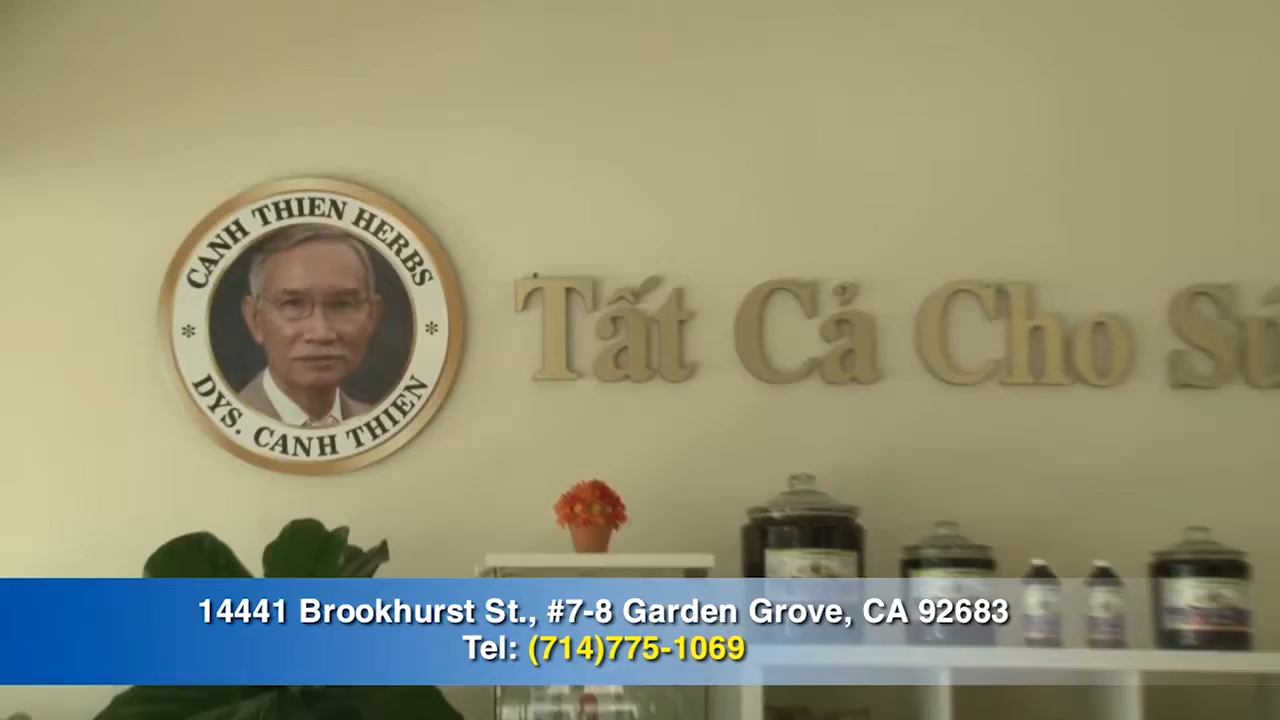 CANH THIEN HERBS
DYS. CANH THIEN
Tất Cả Cho Sứ
14441 Brookhurst St., #7-8 Garden Grove, CA 92683
Tel: (714)775-1069